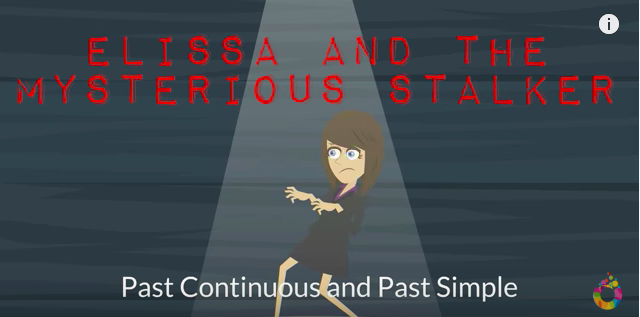 ELISSA AND THE
MYSTERIOUS STALKER
Past Continuous and Past Simple